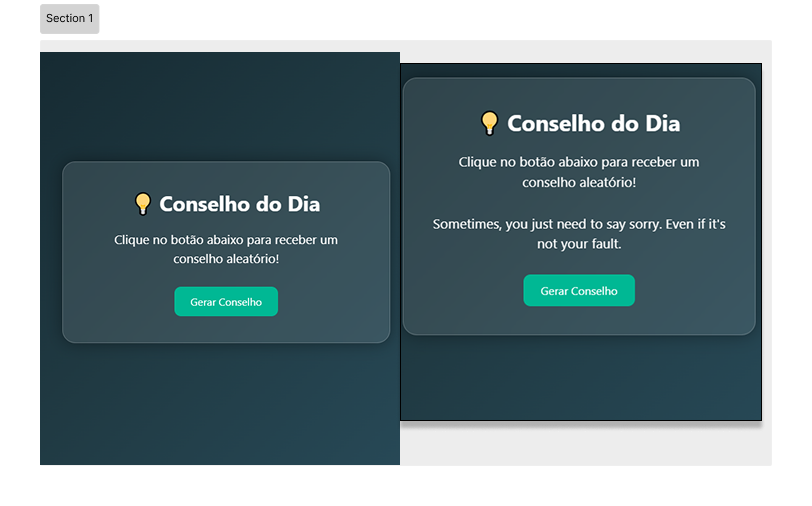 Section 1
Conselho do Dia
Clique no botão abaixo para receber um
conselho aleatório!
Gerar Conselho
Conselho do Dia
Clique no botão abaixo para receber um
conselho aleatório!
Sometimes, you just need to say sorry. Even if it's
not your fault.
Gerar Conselho